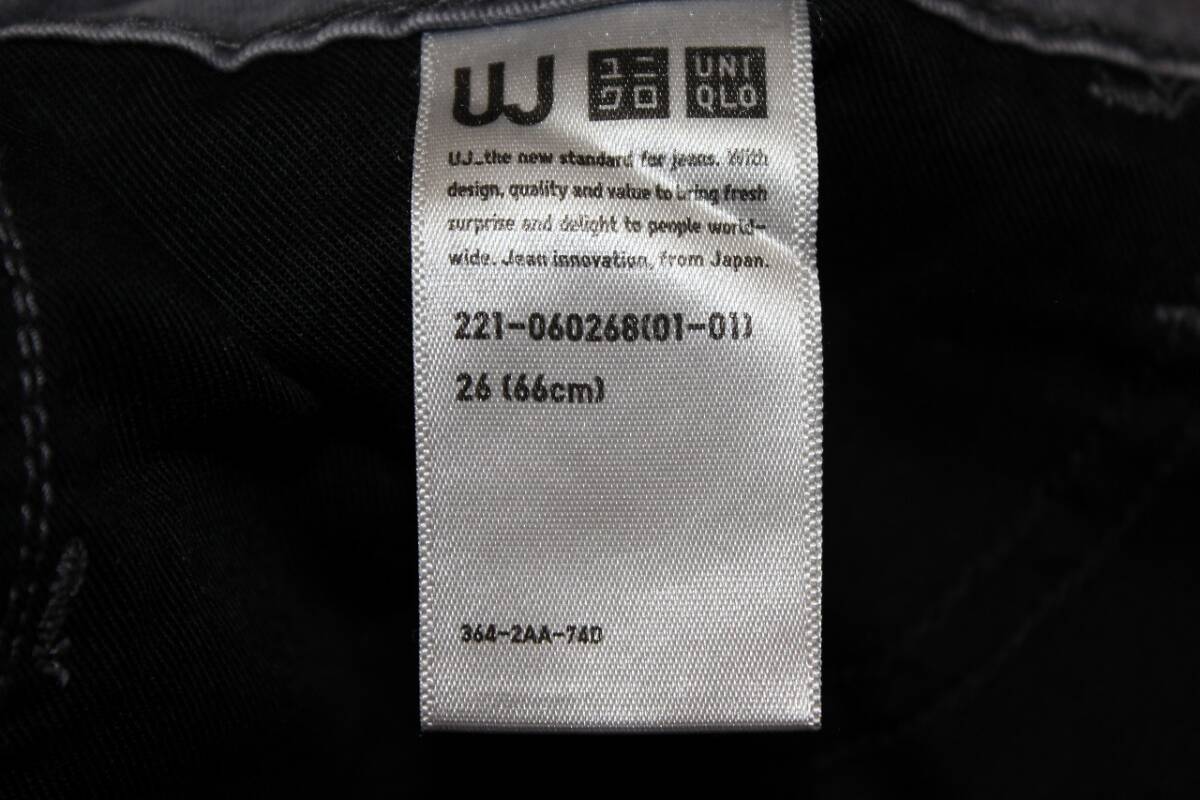 UJ ユニクロ UNIQLO
UJ_the new standard for jeans. With
design, quality and value to bring fresh
surprise and delight to people world-
wide. Jean innovation, from Japan.
221-060268(01-01)
26 (66cm)
364-2AA-74D